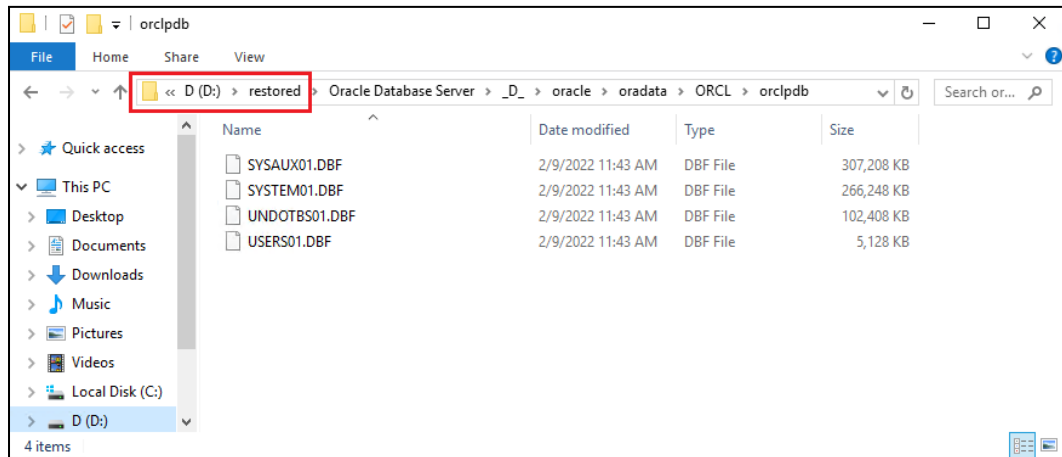 orclpdb
File Home Share View
« D (D:) > restored > Oracle Database Server > _D_ > oracle > oradata > ORCL > orclpdb
Search or...
Name Date modified Type Size
Quick access
This PC
Desktop
Documents
Downloads
Music
Pictures
Videos
Local Disk (C:)
D (D:)
SYSAUX01.DBF 2/9/2022 11:43 AM DBF File 307,208 KB
SYSTEM01.DBF 2/9/2022 11:43 AM DBF File 266,248 KB
UNDOTBS01.DBF 2/9/2022 11:43 AM DBF File 102,408 KB
USERS01.DBF 2/9/2022 11:43 AM DBF File 5,128 KB
4 items